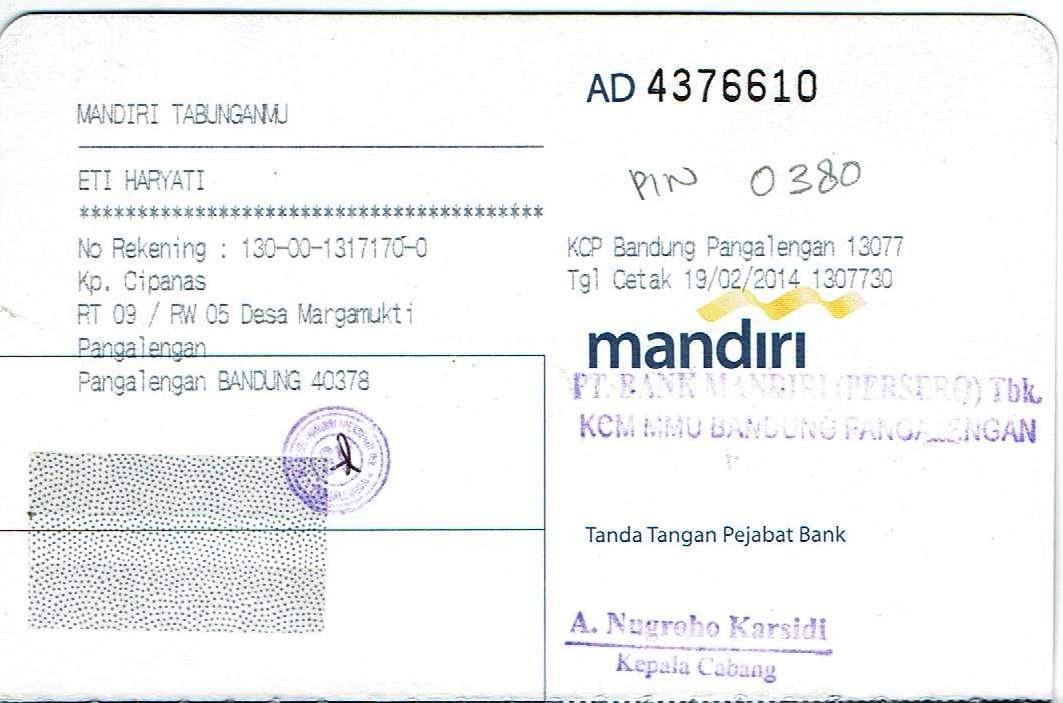 AD 4376610
MANDIRI TABUNGANMU
ETI HARYATI
PIN 0380
****************************************
No Rekening : 130-00-1317170-0
Kp. Cipanas
RT 09 / RW 05 Desa Margamukti
Pangalengan
Pangalengan BANDUNG 40378
KCP Bandung Pangalengan 13077
Tgl Cetak 19/02/2014 1307730
mandırı
PT. BANK MANDIRI (PERSERO) Tbk.
KCM MMU BANDUNG PANGALENGAN
Tanda Tangan Pejabat Bank
A. Nugroho Karsidi
Kepala Cabang